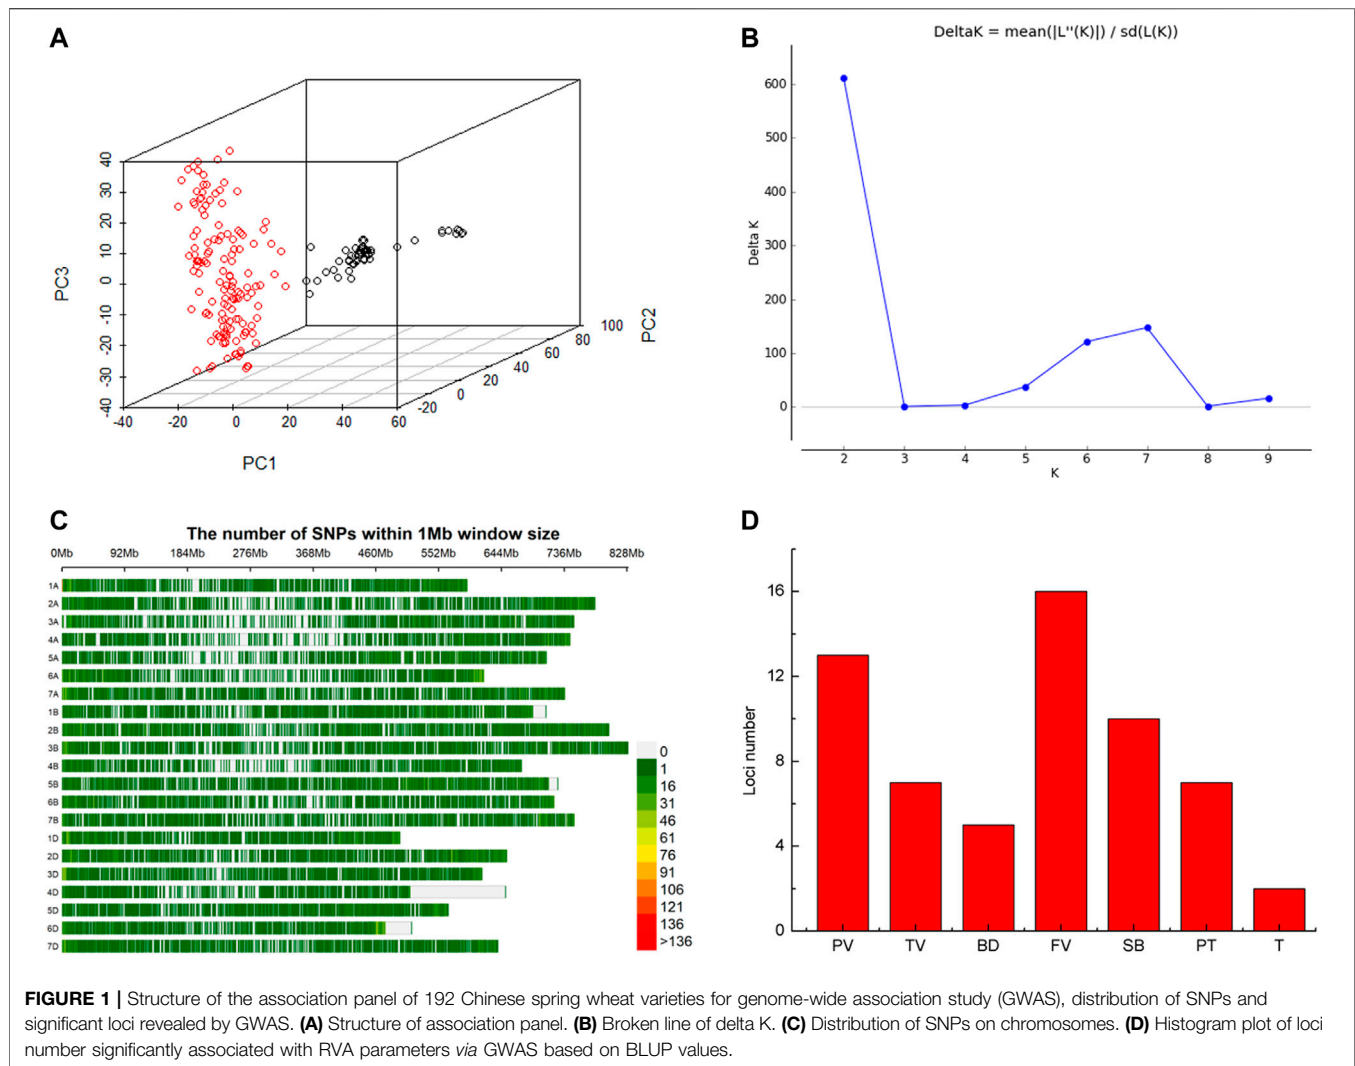 A
40
30
20
10
0
-10
-20
-30
-40
PC3
-40
-20
0
20
40
60
PC1
-20
0
20
40
60
80
100
PC2
B
DeltaK = mean(|L''(K)|) / sd(L(K))
600
500
400
300
200
100
0
Delta K
2 3 4 5 6 7 8 9
K
C
The number of SNPs within 1Mb window size
0Mb 92Mb 184Mb 276Mb 368Mb 460Mb 552Mb 644Mb 736Mb 828Mb
1A
2A
3A
4A
5A
6A
7A
1B
2B
3B
4B
5B
6B
7B
1D
2D
3D
4D
5D
6D
7D
0
1
16
31
46
61
76
91
106
121
136
>136
D
16
12
8
4
0
Loci number
PV TV BD FV SB PT T
FIGURE 1 | Structure of the association panel of 192 Chinese spring wheat varieties for genome-wide association study (GWAS), distribution of SNPs and
significant loci revealed by GWAS. (A) Structure of association panel. (B) Broken line of delta K. (C) Distribution of SNPs on chromosomes. (D) Histogram plot of loci
number significantly associated with RVA parameters via GWAS based on BLUP values.